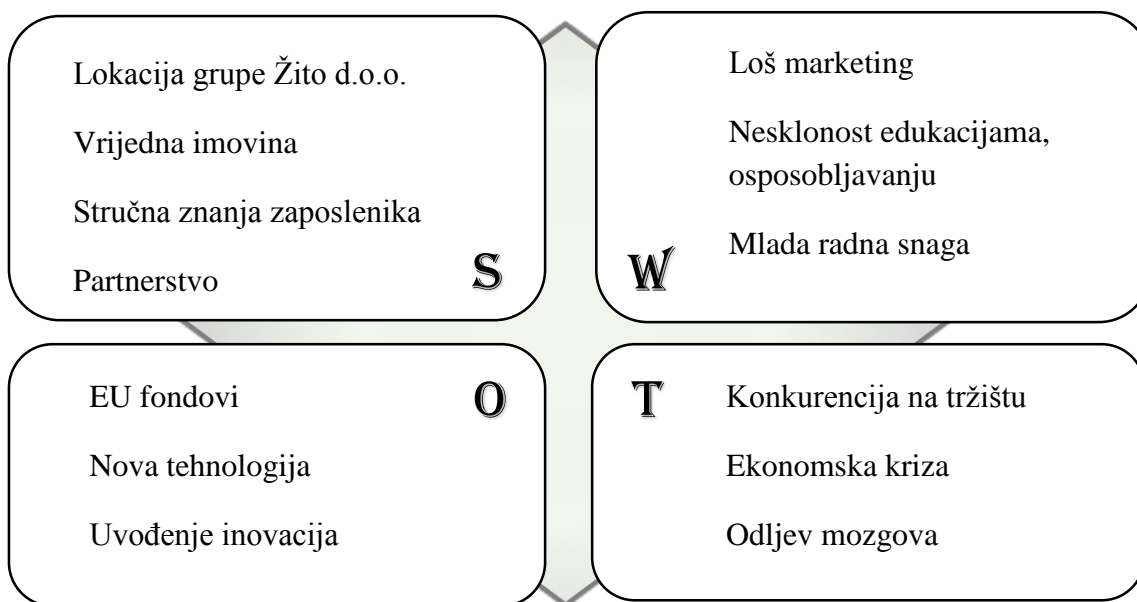 Lokacija grupe Žito d.o.o.
Vrijedna imovina
Stručna znanja zaposlenika
Partnerstvo
S
Loš marketing
Nesklonost edukacijama,
osposobljavanju
Mlada radna snaga
W
EU fondovi
Nova tehnologija
Uvođenje inovacija
O
T
Konkurencija na tržištu
Ekonomska kriza
Odljev mozgova